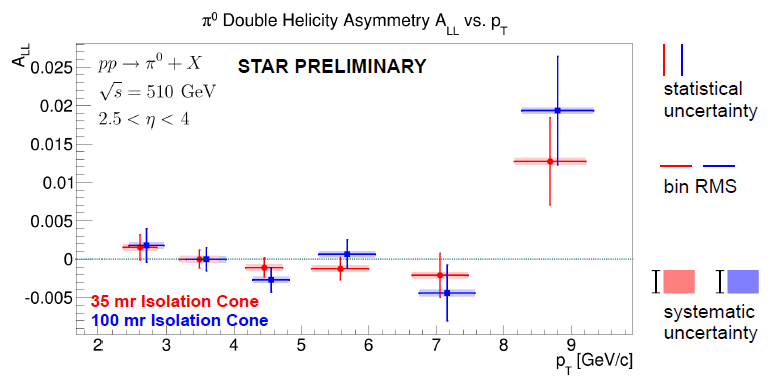 π⁰ Double Helicity Asymmetry A_LL vs. p_T
A_LL
0.025
0.02
0.015
0.01
0.005
0
-0.005
pp → π⁰ + X
√s = 510 GeV
2.5 < η < 4
STAR PRELIMINARY
35 mr Isolation Cone
100 mr Isolation Cone
2 3 4 5 6 7 8 9
p_T [GeV/c]
statistical
uncertainty
bin RMS
systematic
uncertainty